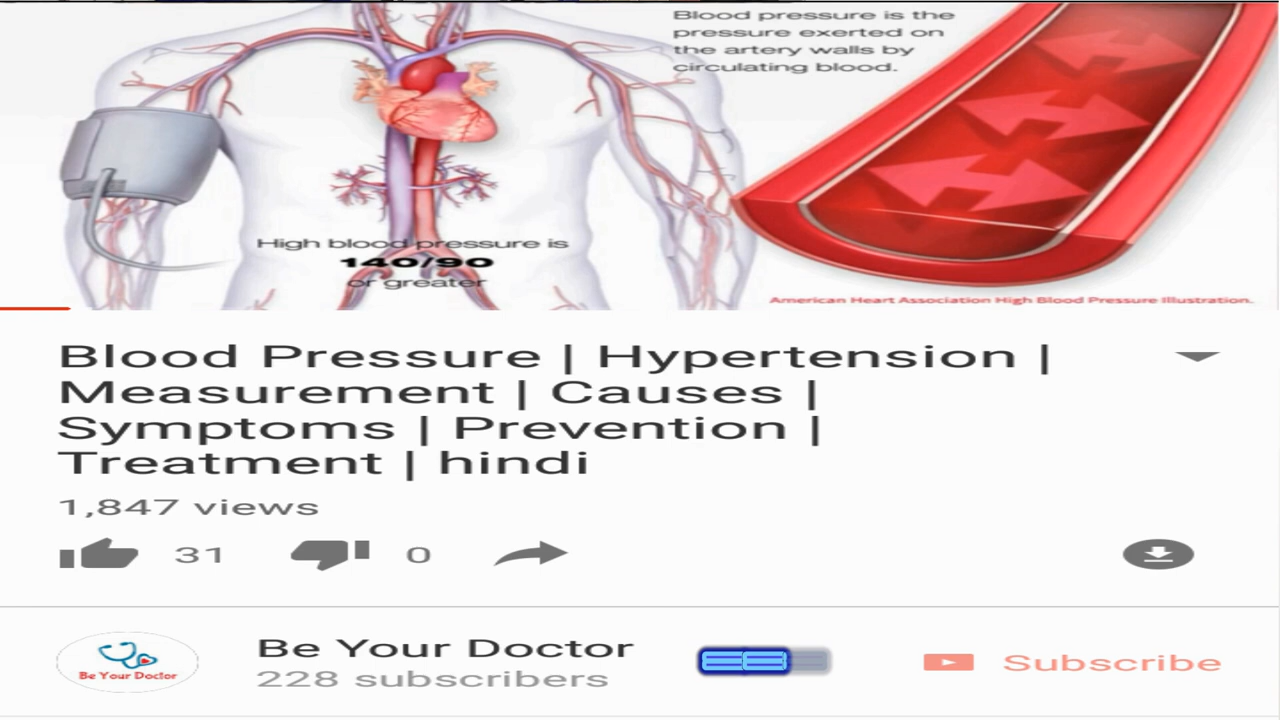 Blood pressure is the
pressure exerted on
the artery walls by
circulating blood.
High blood pressure is
140/90
or greater
American Heart Association High Blood Pressure Illustration.
Blood Pressure | Hypertension |
Measurement | Causes |
Symptoms | Prevention |
Treatment | hindi
1,847 views
31 0
Be Your Doctor
Be Your Doctor
228 subscribers
Subscribe